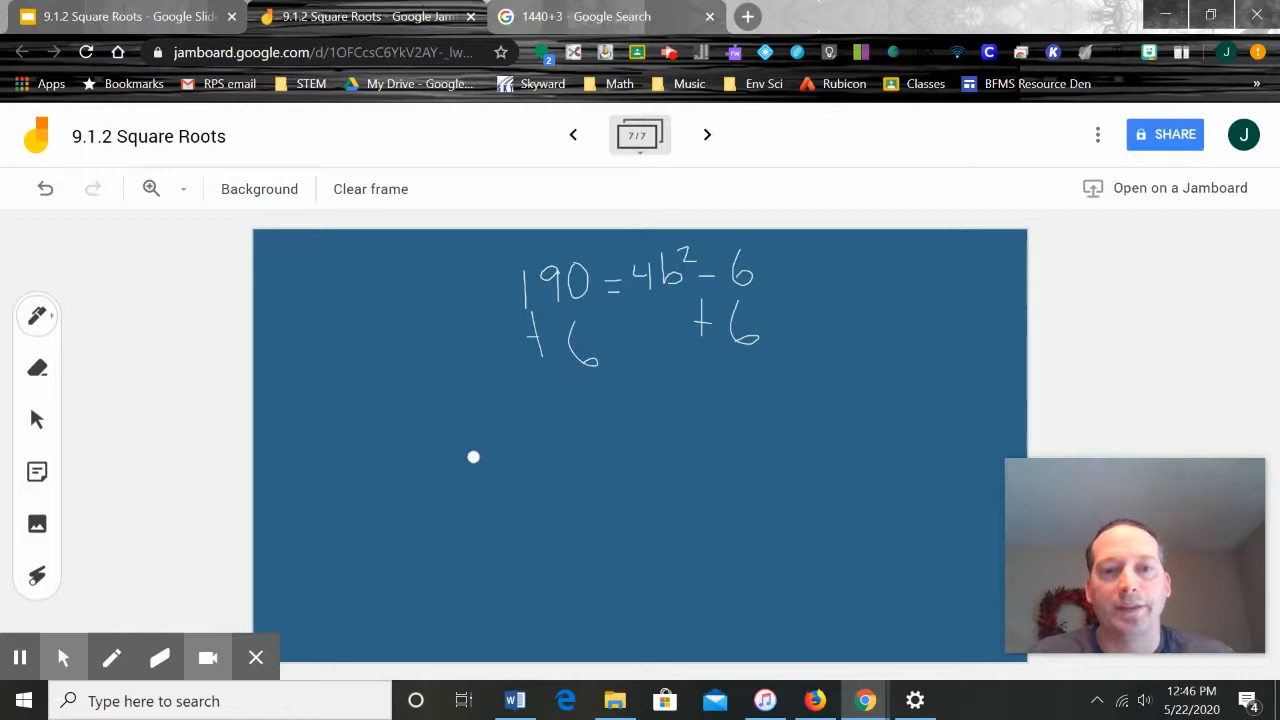 9.1.2 Square Roots - Google Slid
9.1.2 Square Roots - Google Jam
1440+3 - Google Search
jamboard.google.com/d/1OFCcsC6YkV2AY-
Apps
Bookmarks
RPS email
STEM
My Drive - Google...
Skyward
Math
Music
Env Sci
Rubicon
Classes
BFMS Resource Den
»
9.1.2 Square Roots
7/7
SHARE
J
Background
Clear frame
Open on a Jamboard
190 = 4b² - 6
+ 6 + 6
Type here to search
12:46 PM
5/22/2020
4